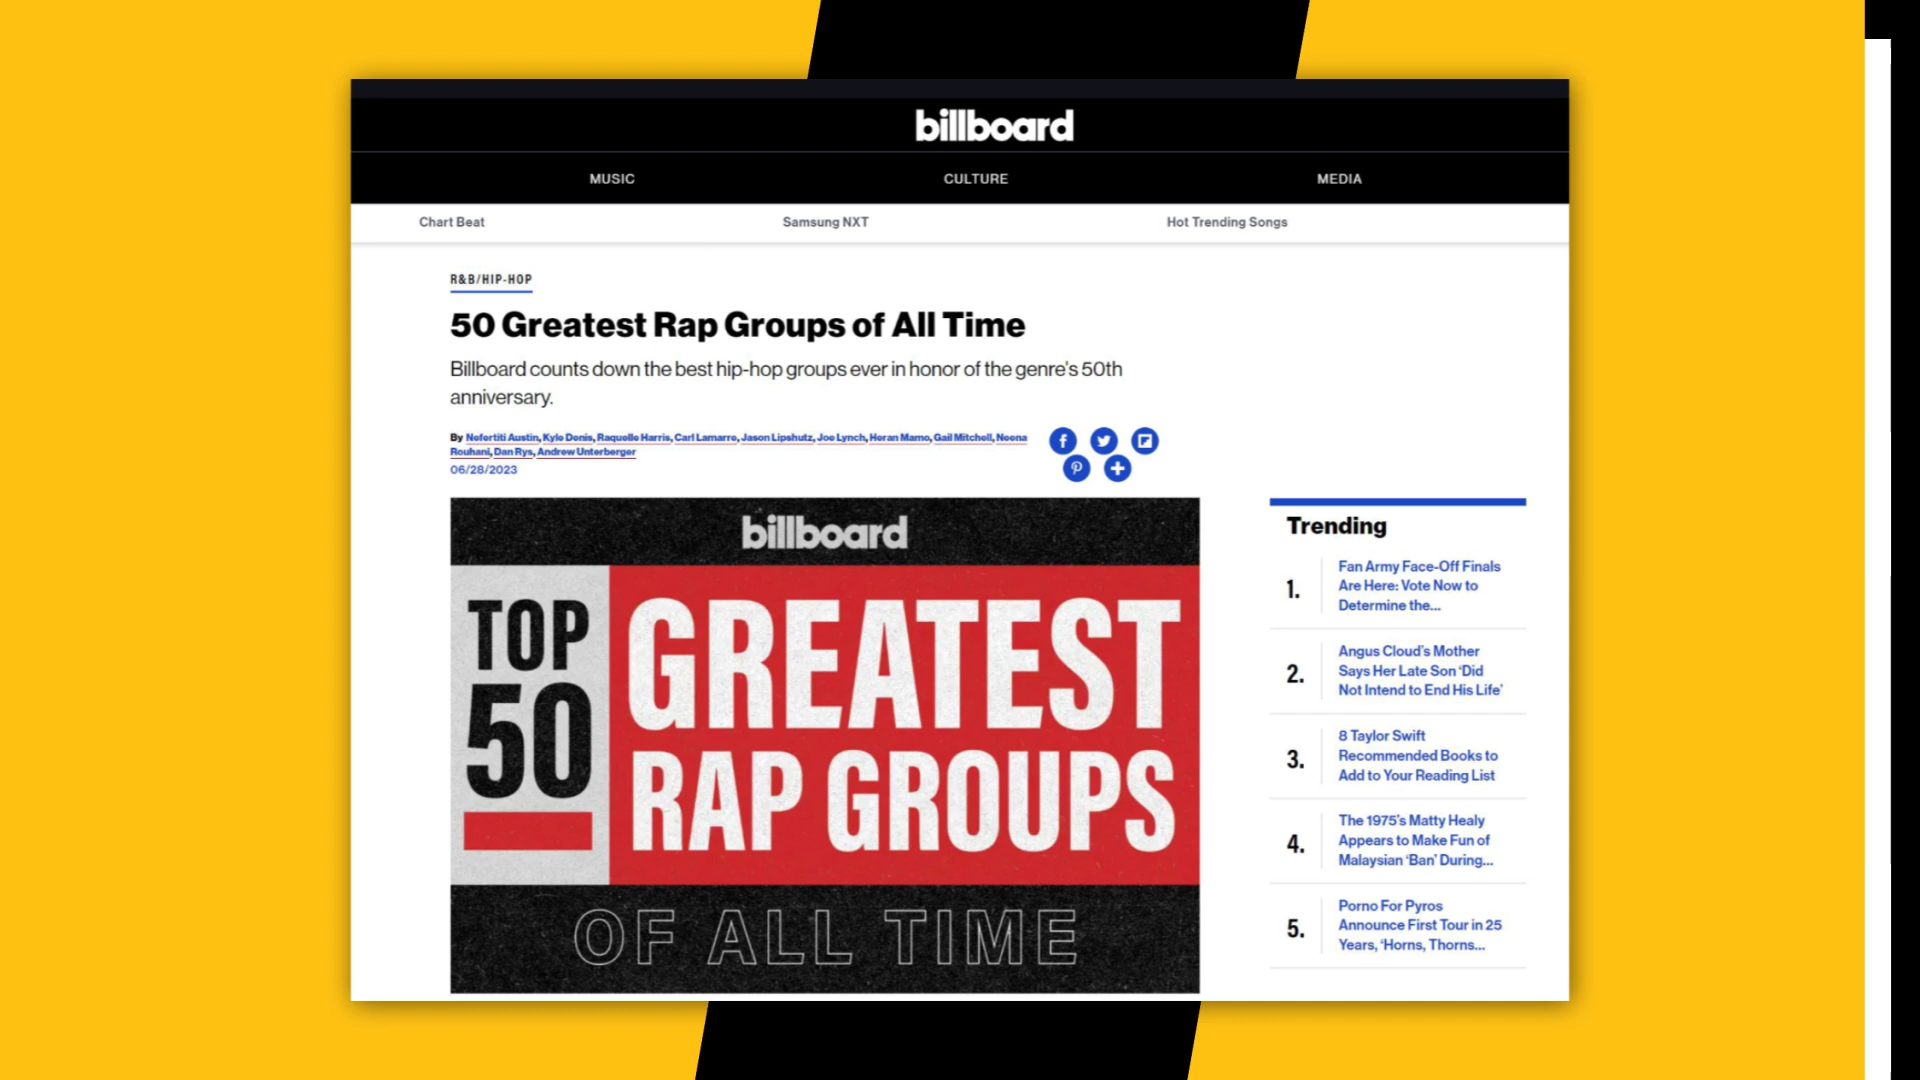 billboard
MUSIC CULTURE MEDIA
Chart Beat Samsung NXT Hot Trending Songs
R&B/HIP-HOP
50 Greatest Rap Groups of All Time
Billboard counts down the best hip-hop groups ever in honor of the genre's 50th
anniversary.
By Nefertiti Austin, Kyle Denis, Raquelle Harris, Carl Lamarre, Jason Lipshutz, Joe Lynch, Heran Mamo, Gail Mitchell, Neena
Rouhani, Dan Rys, Andrew Unterberger
06/28/2023
billboard
TOP
50
GREATEST
RAP GROUPS
OF ALL TIME
Trending
1.
Fan Army Face-Off Finals
Are Here: Vote Now to
Determine the...
2.
Angus Cloud's Mother
Says Her Late Son 'Did
Not Intend to End His Life'
3.
8 Taylor Swift
Recommended Books to
Add to Your Reading List
4.
The 1975's Matty Healy
Appears to Make Fun of
Malaysian 'Ban' During...
5.
Porno For Pyros
Announce First Tour in 25
Years, 'Horns, Thorns...